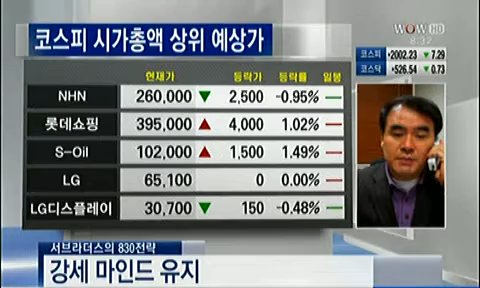 코스피 시가총액 상위 예상가
WOW HD
8:32
코스피 2002.23 ▼ 7.29
코스닥 526.54 ▼ 0.73
현재가 등락가 등락률 일봉
NHN 260,000 ▼ 2,500 -0.95%
롯데쇼핑 395,000 ▲ 4,000 1.02%
S-Oil 102,000 ▲ 1,500 1.49%
LG 65,100 0 0.00%
LG디스플레이 30,700 ▼ 150 -0.48%
서브라더스의 830전략
강세 마인드 유지